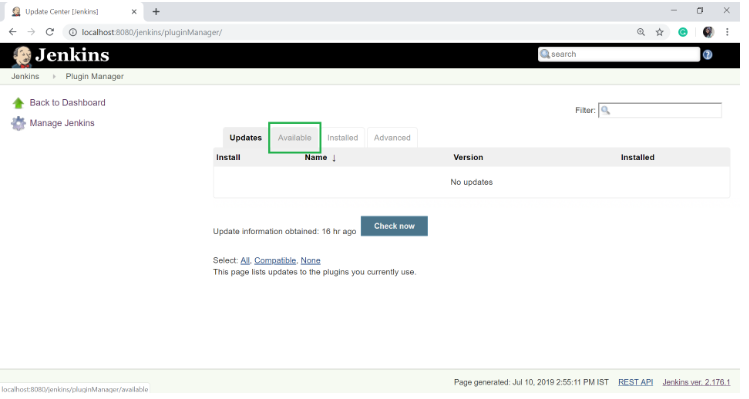 Update Center [Jenkins]
localhost:8080/jenkins/pluginManager/
Jenkins
search
Jenkins Plugin Manager
Back to Dashboard
Manage Jenkins
Filter:
Updates Available Installed Advanced
Install Name ↓ Version Installed
No updates
Update information obtained: 16 hr ago Check now
Select: All, Compatible, None
This page lists updates to the plugins you currently use.
localhost:8080/jenkins/pluginManager/available
Page generated: Jul 10, 2019 2:55:11 PM IST REST API Jenkins ver. 2.176.1